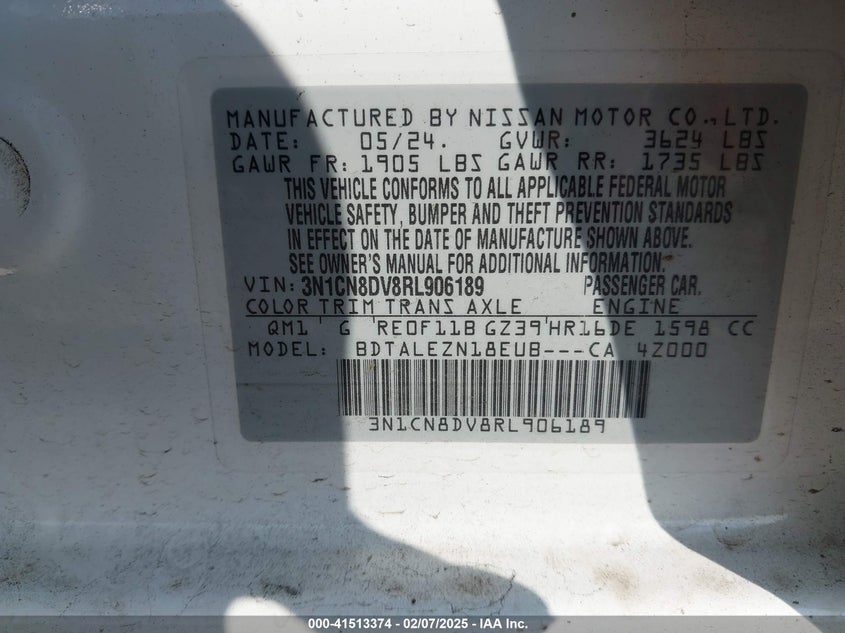 MANUFACTURED BY NISSAN MOTOR CO., LTD.
DATE: 05/24. GVWR: 3624 LBS
GAWR FR: 1905 LBS GAWR RR: 1735 LBS
THIS VEHICLE CONFORMS TO ALL APPLICABLE FEDERAL MOTOR
VEHICLE SAFETY, BUMPER AND THEFT PREVENTION STANDARDS
IN EFFECT ON THE DATE OF MANUFACTURE SHOWN ABOVE.
SEE OWNER'S MANUAL FOR ADDITIONAL INFORMATION.
VIN: 3N1CN8DV8RL906189 PASSENGER CAR.
COLOR TRIM TRANS AXLE ENGINE
QM1 G RE0F11B GZ39 HR16DE 1598 CC
MODEL: BDTALEZN18EUB---CA 4Z000
3N1CN8DV8RL906189
000-41513374 — 02/07/2025 — IAA Inc.